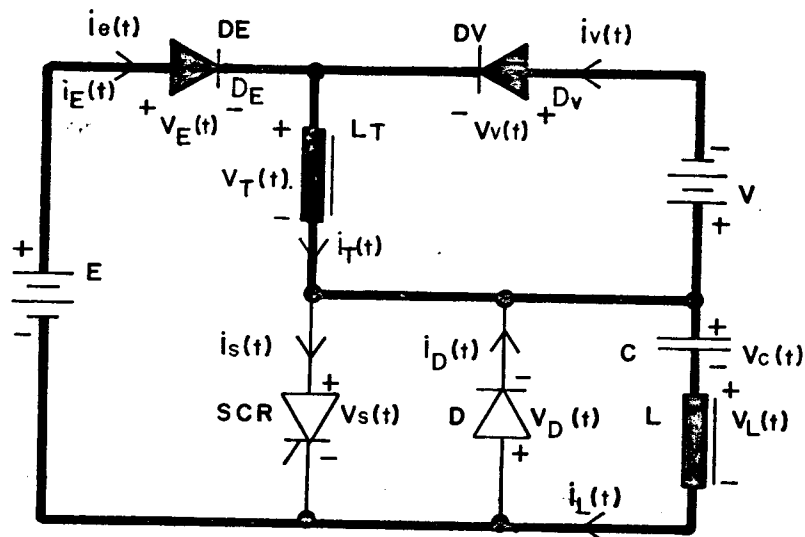 ie(t) DE DV iv(t)
iE(t) DE Dv
+ VE(t) - - Vv(t) +
+ LT
VT(t).
-
iT(t)
-
V
+
+
E
-
is(t) iD(t)
C + Vc(t)
-
SCR + Vs(t) -
D - VD(t) +
L + VL(t) -
iL(t)